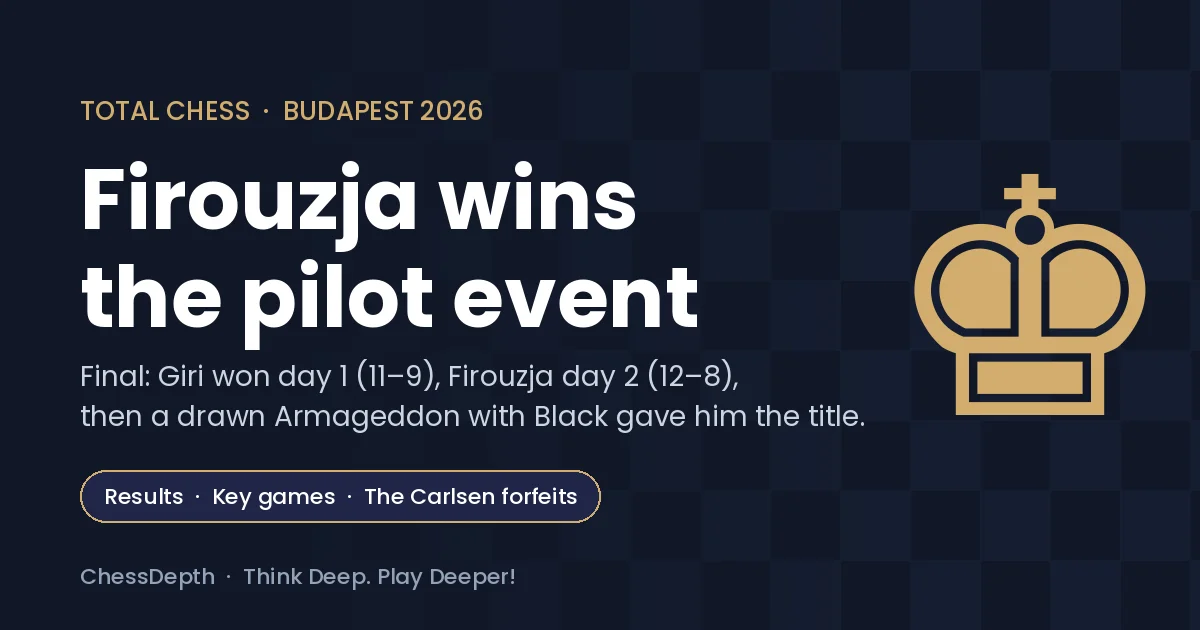 TOTAL CHESS · BUDAPEST 2026
Firouzja wins
the pilot event
Final: Giri won day 1 (11–9), Firouzja day 2 (12–8),
then a drawn Armageddon with Black gave him the title.
Results · Key games · The Carlsen forfeits
ChessDepth · Think Deep. Play Deeper!